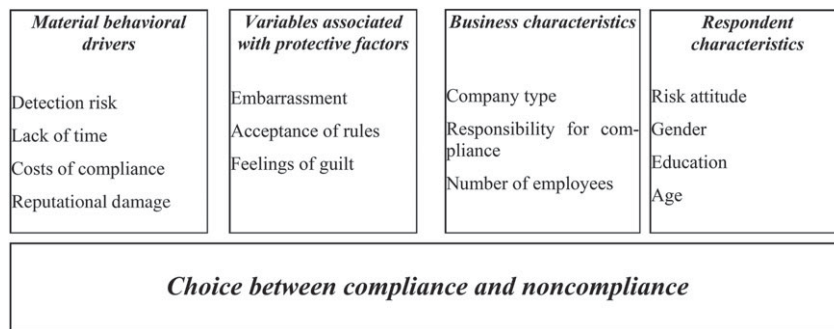 Material behavioral
drivers
Detection risk
Lack of time
Costs of compliance
Reputational damage
Variables associated
with protective factors
Embarrassment
Acceptance of rules
Feelings of guilt
Business characteristics
Company type
Responsibility for com-
pliance
Number of employees
Respondent
characteristics
Risk attitude
Gender
Education
Age
Choice between compliance and noncompliance